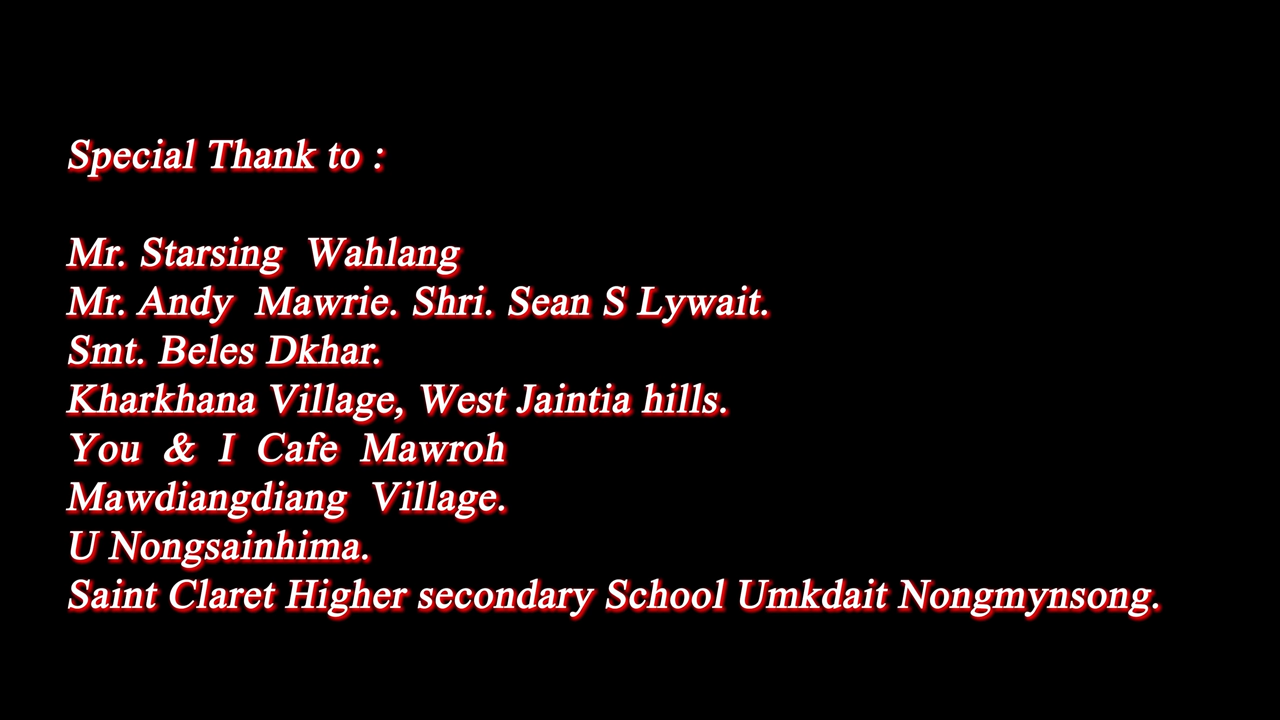 Special Thank to :
Mr. Starsing Wahlang
Mr. Andy Mawrie. Shri. Sean S Lywait.
Smt. Beles Dkhar.
Kharkhana Village, West Jaintia hills.
You & I Cafe Mawroh
Mawdiangdiang Village.
U Nongsainhima.
Saint Claret Higher secondary School Umkdait Nongmynsong.